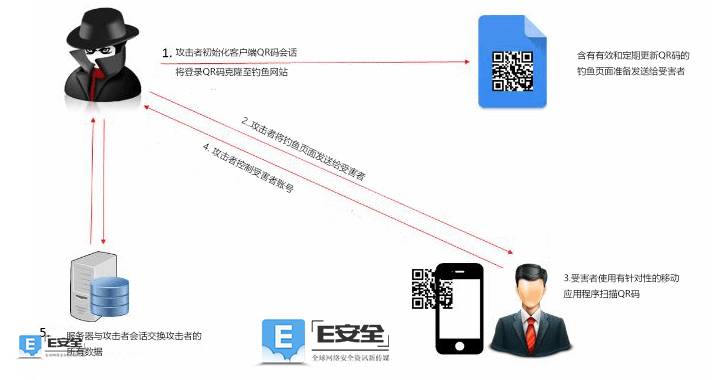 1. 攻击者初始化客户端QR码会话
将登录QR码克隆至钓鱼网站
含有有效和定期更新QR码的
钓鱼页面准备发送给受害者
2. 攻击者将钓鱼页面发送给受害者
4. 攻击者控制受害者账号
3.受害者使用有针对性的移动
应用程序扫描QR码
5.
服务器与攻击者会话交换攻击者的
所有数据
E安全
E
E安全
全球网络安全资讯新传媒